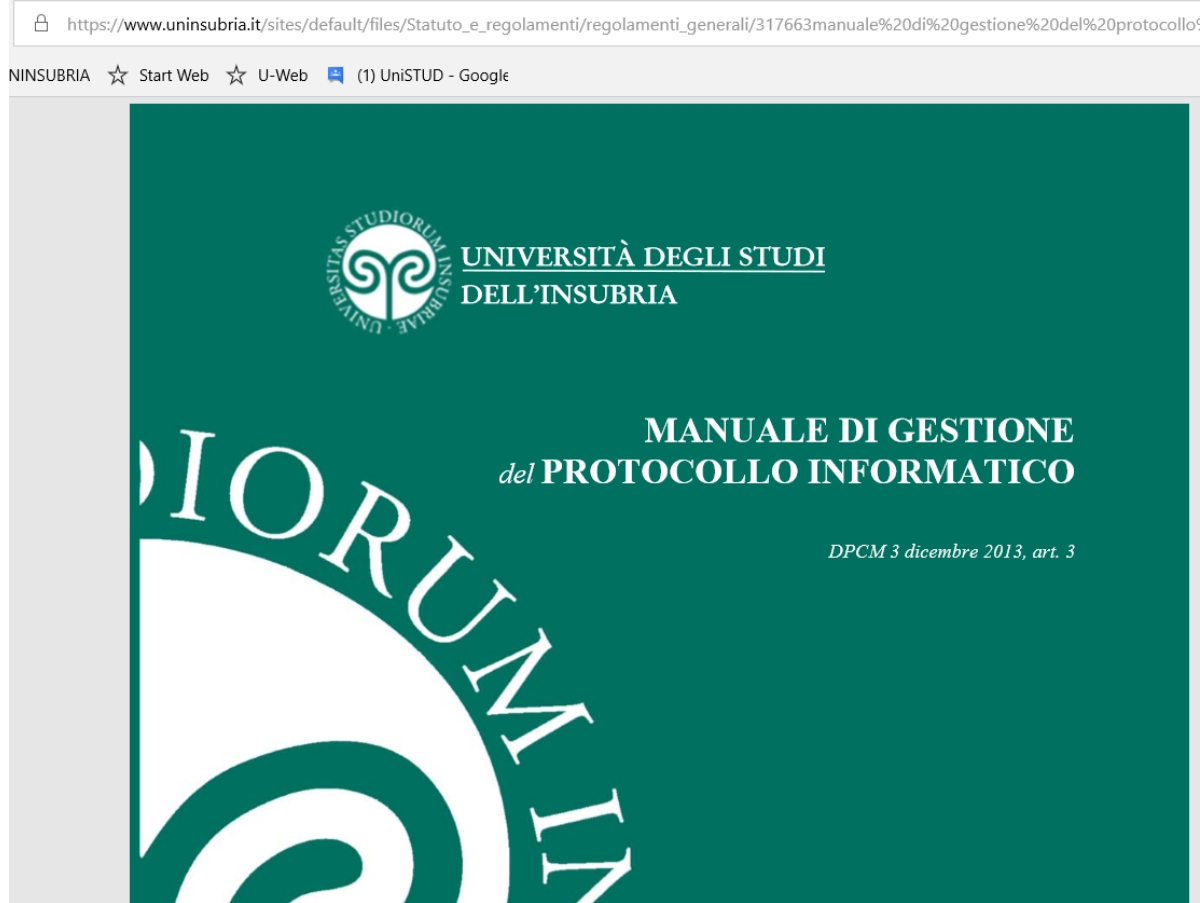 https://www.uninsubria.it/sites/default/files/Statuto_e_regolamenti/regolamenti_generali/317663manuale%20di%20gestione%20del%20protocollo%
NINSUBRIA Start Web U-Web (1) UniSTUD - Google
UNIVERSITAS STUDIORUM INSUBRIAE
UNIVERSITÀ DEGLI STUDI
DELL'INSUBRIA
MANUALE DI GESTIONE
del PROTOCOLLO INFORMATICO
DPCM 3 dicembre 2013, art. 3
DIORUM IN